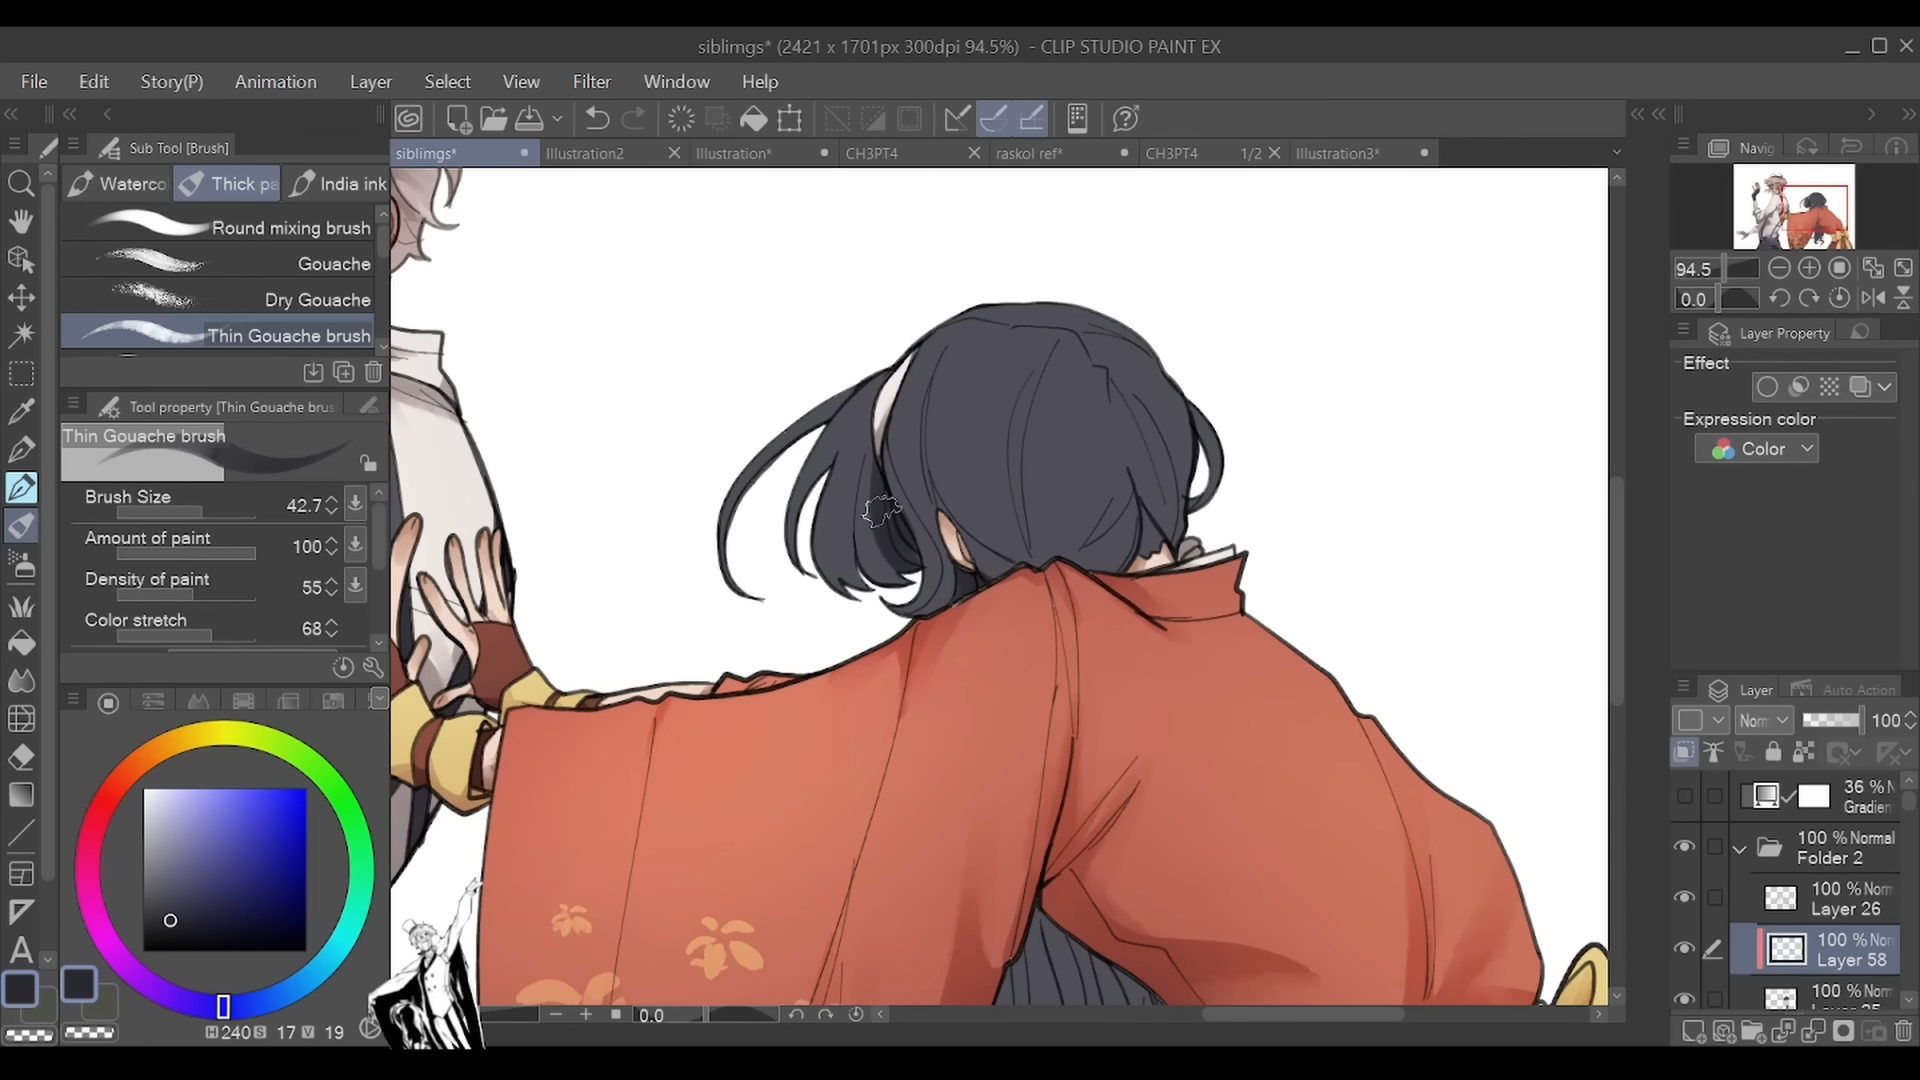 siblimgs* (2421 x 1701px 300dpi 94.5%) - CLIP STUDIO PAINT EX
File Edit Story(P) Animation Layer Select View Filter Window Help
Sub Tool [Brush]
siblimgs* Illustration2 Illustration* CH3PT4 raskol ref* CH3PT4 1/2 Illustration3*
Navig
Waterco Thick pa India ink
Round mixing brush
Gouache
Dry Gouache
Thin Gouache brush
94.5
0.0
Layer Property
Effect
Expression color
Color
Tool property [Thin Gouache brus
Thin Gouache brush
Brush Size 42.7
Amount of paint 100
Density of paint 55
Color stretch 68
Layer Auto Action
Norm 100
36 % N
Gradien
100 % Normal
Folder 2
100 % Norm
Layer 26
100 % Nor
Layer 58
100 % Norm
H 240 S 17 V 19
0.0
A